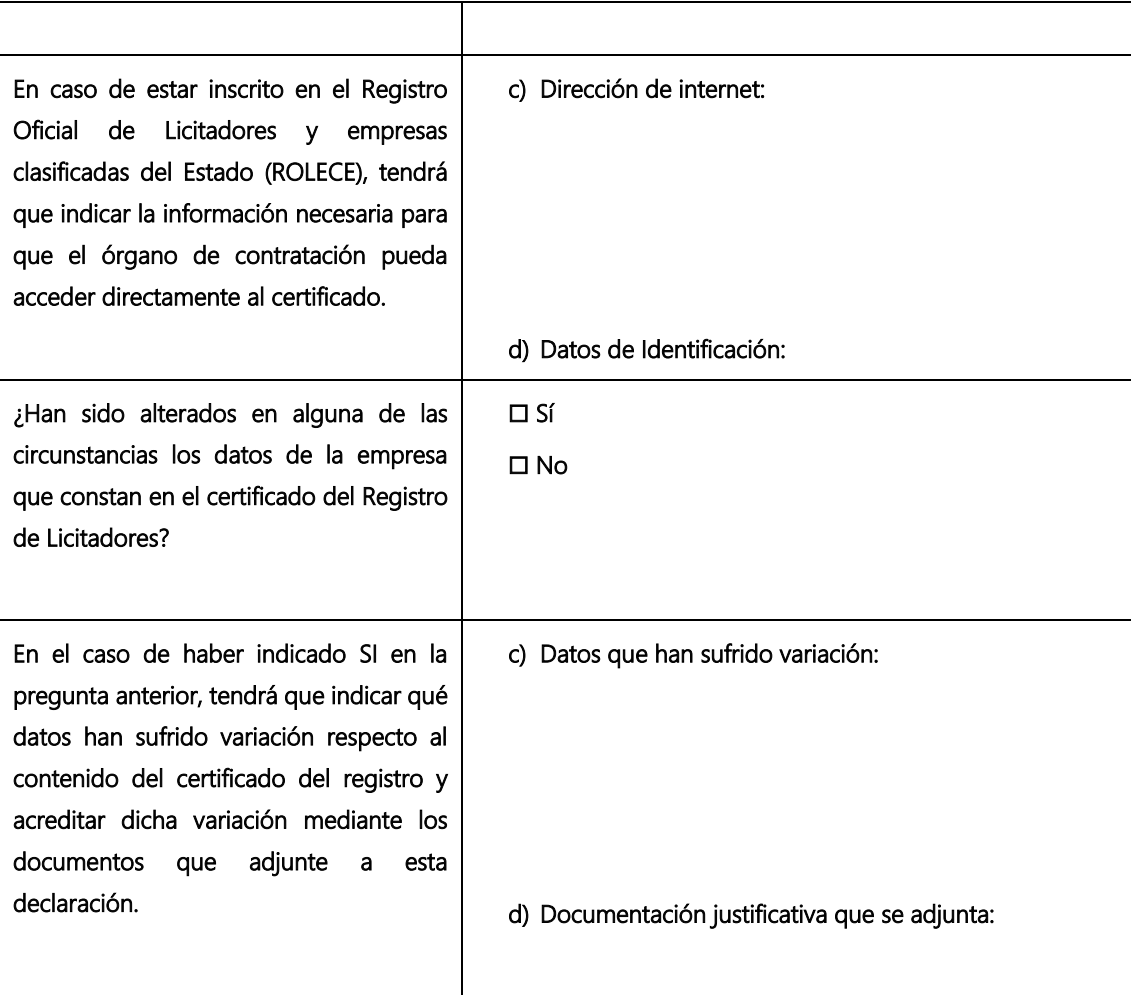 En caso de estar inscrito en el Registro
Oficial de Licitadores y empresas
clasificadas del Estado (ROLECE), tendrá
que indicar la información necesaria para
que el órgano de contratación pueda
acceder directamente al certificado.
c) Dirección de internet:
d) Datos de Identificación:
¿Han sido alterados en alguna de las
circunstancias los datos de la empresa
que constan en el certificado del Registro
de Licitadores?
☐ Sí
☐ No
En el caso de haber indicado SI en la
pregunta anterior, tendrá que indicar qué
datos han sufrido variación respecto al
contenido del certificado del registro y
acreditar dicha variación mediante los
documentos que adjunte a esta
declaración.
c) Datos que han sufrido variación:
d) Documentación justificativa que se adjunta: